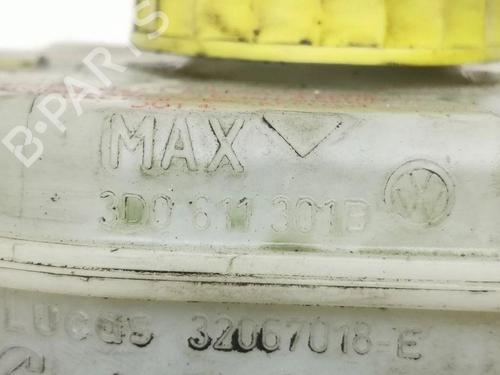 B-PARTS
MAX
3D0 611 301B
Lucas 32067018-E